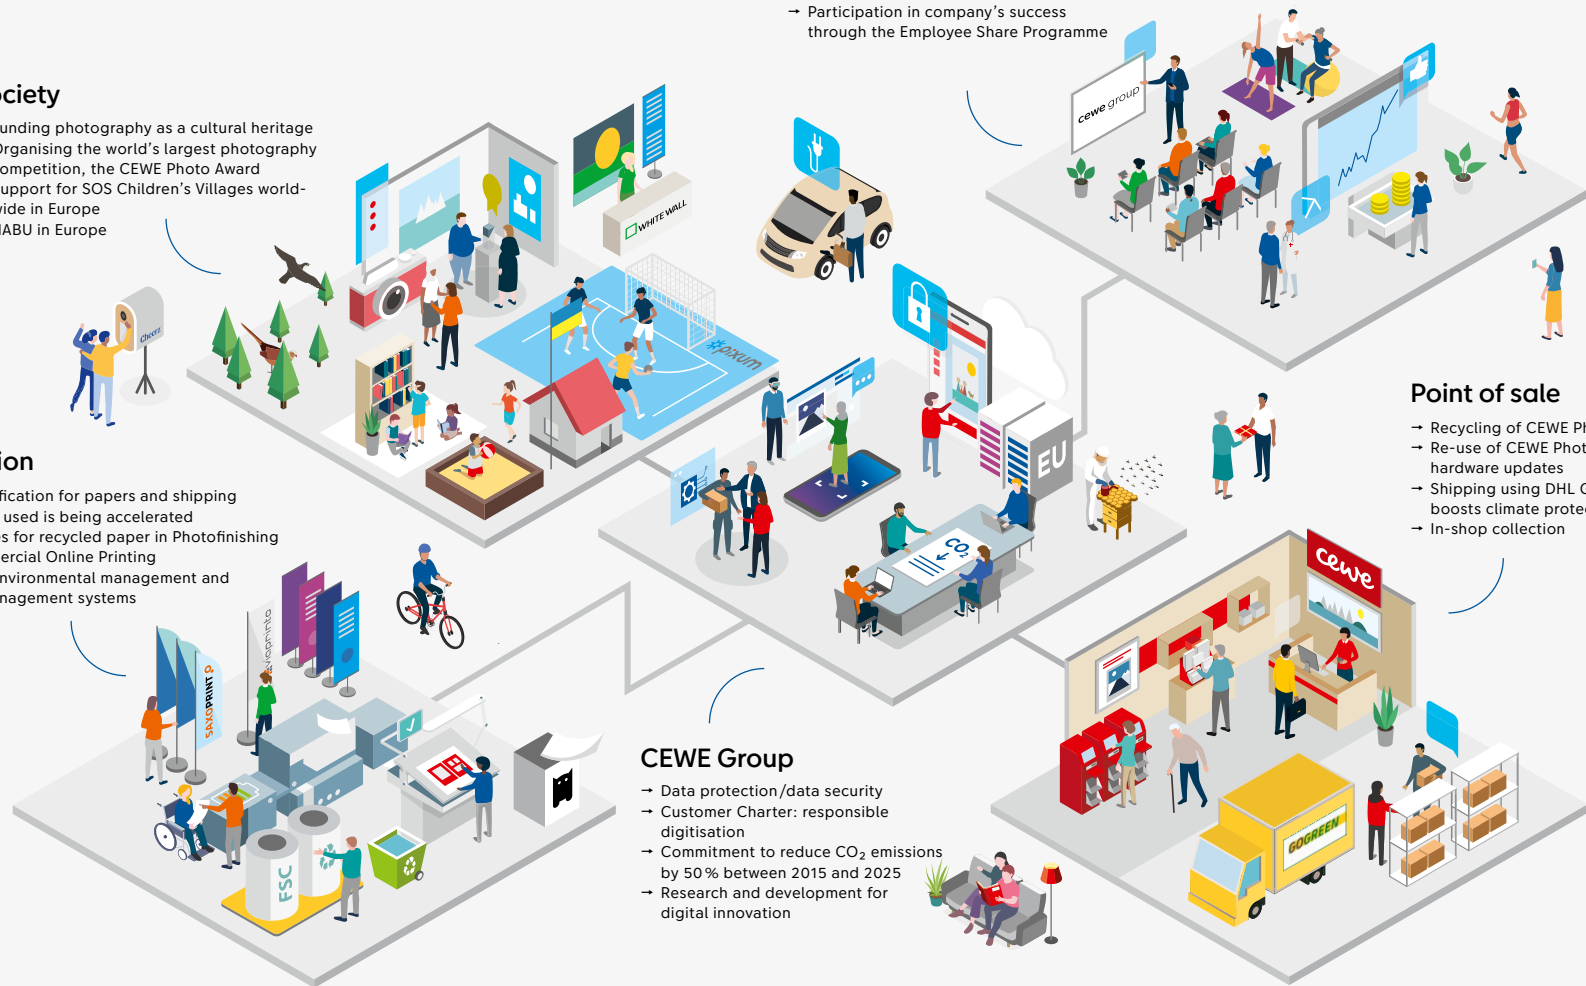 → Participation in company's success
through the Employee Share Programme
cewe group
ciety
unding photography as a cultural heritage
Organising the world's largest photography
ompetition, the CEWE Photo Award
upport for SOS Children's Villages world-
wide in Europe
NABU in Europe
WHITE WALL
Cheerz
pixum
EU
CO₂
ion
fication for papers and shipping
used is being accelerated
es for recycled paper in Photofinishing
ercial Online Printing
nvironmental management and
nagement systems
viaprinto
SAXOPRINT
FSC
CEWE Group
→ Data protection/data security
→ Customer Charter: responsible
digitisation
→ Commitment to reduce CO₂ emissions
by 50 % between 2015 and 2025
→ Research and development for
digital innovation
Point of sale
→ Recycling of CEWE Ph
→ Re-use of CEWE Phot
hardware updates
→ Shipping using DHL G
boosts climate prote
→ In-shop collection
cewe
GOGREEN